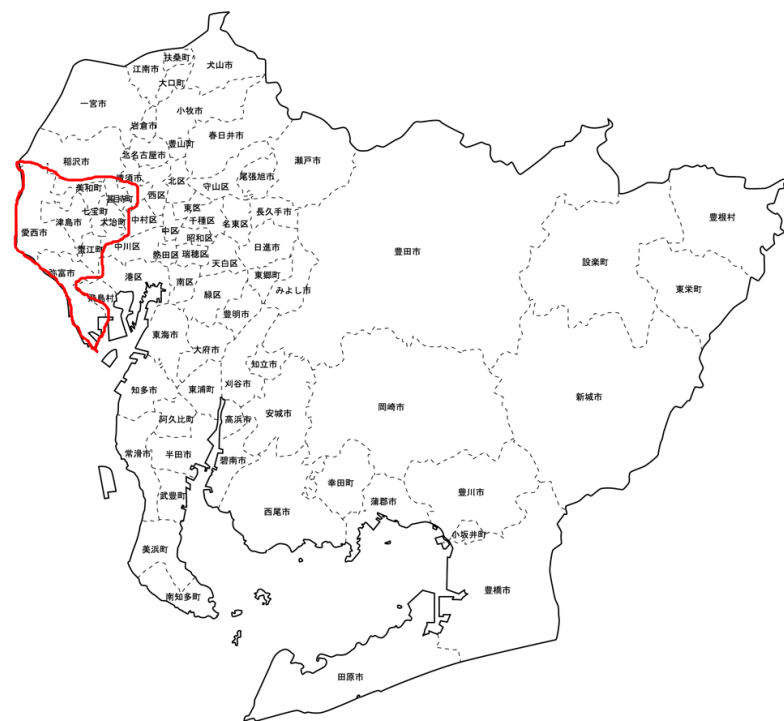 扶桑町
江南市
犬山市
大口町
一宮市
小牧市
岩倉市
春日井市
豊山町
北名古屋市
稲沢市
瀬戸市
清須市
尾張旭市
北区
守山区
美和町
西区
甚目寺町
東区
七宝町
長久手市
豊根村
津島市
大治町
中村区
千種区
名東区
愛西市
中区
昭和区
蟹江町
中川区
日進市
豊田市
熱田区
瑞穂区
天白区
設楽町
弥富市
港区
南区
東郷町
みよし市
東栄町
飛島村
緑区
豊明市
東海市
大府市
知立市
知多市
東浦町
刈谷市
新城市
岡崎市
安城市
阿久比町
高浜市
常滑市
半田市
碧南市
幸田町
豊川市
武豊町
蒲郡市
西尾市
小坂井町
美浜町
豊橋市
南知多町
田原市